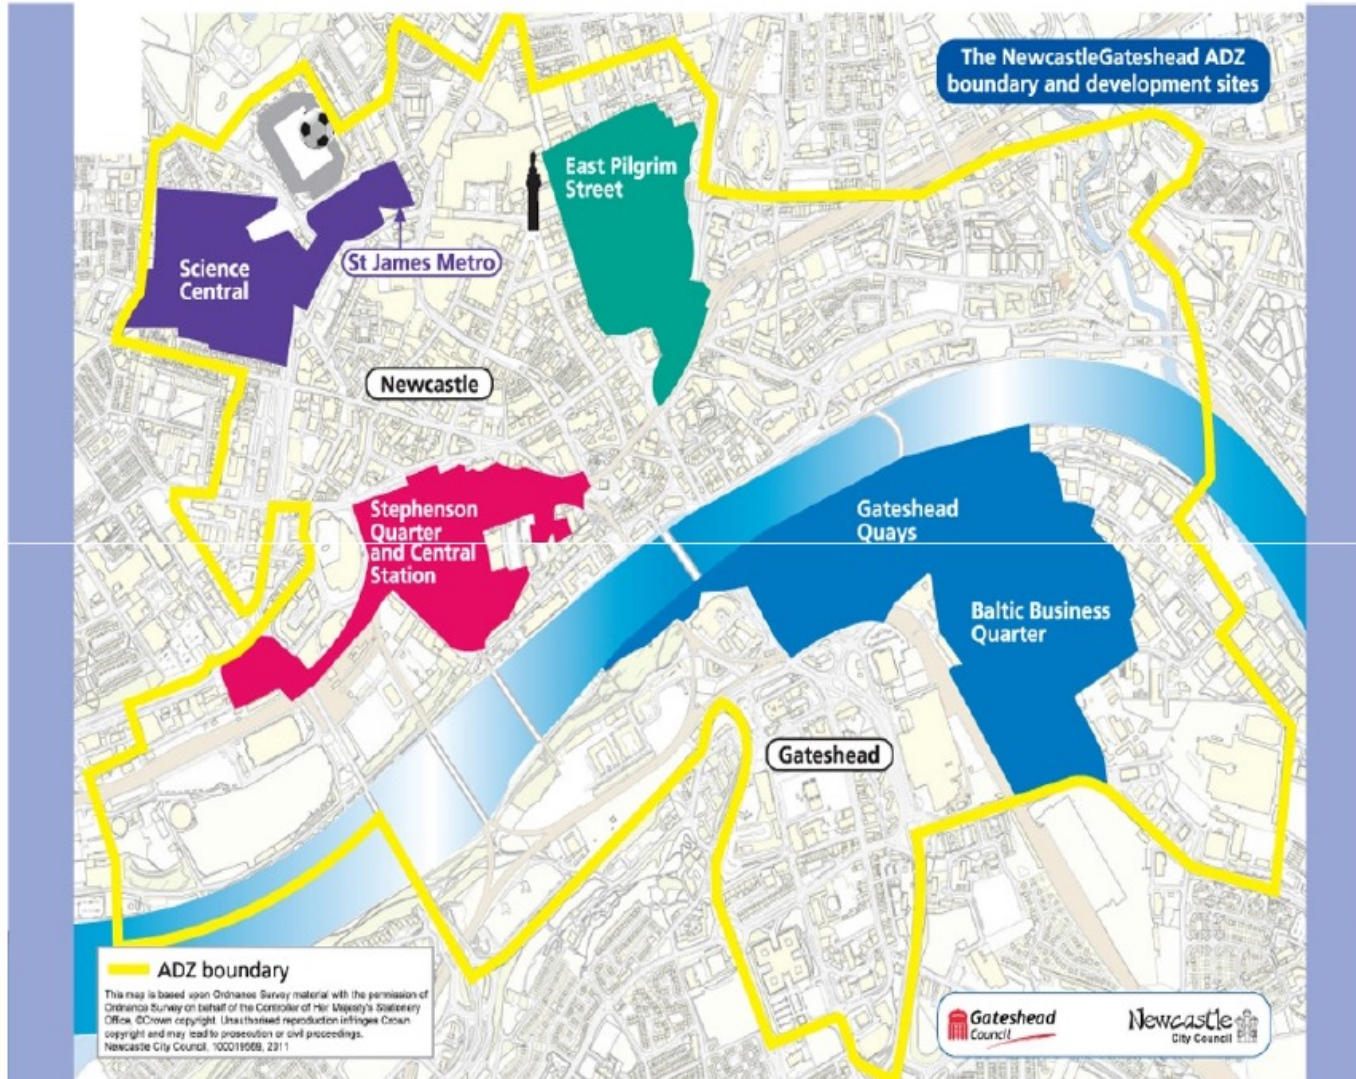 The NewcastleGateshead ADZ
boundary and development sites
East Pilgrim
Street
St James Metro
Science
Central
Newcastle
Stephenson
Quarter
and Central
Station
Gateshead
Quays
Baltic Business
Quarter
Gateshead
ADZ boundary
This map is based upon Ordnance Survey material with the permission of
Ordnance Survey on behalf of the Controller of Her Majesty's Stationery
Office, ©Crown copyright. Unauthorised reproduction infringes Crown
copyright and may lead to prosecution or civil proceedings.
Newcastle City Council, 100019569, 2011
Gateshead
Council
Newcastle
City Council